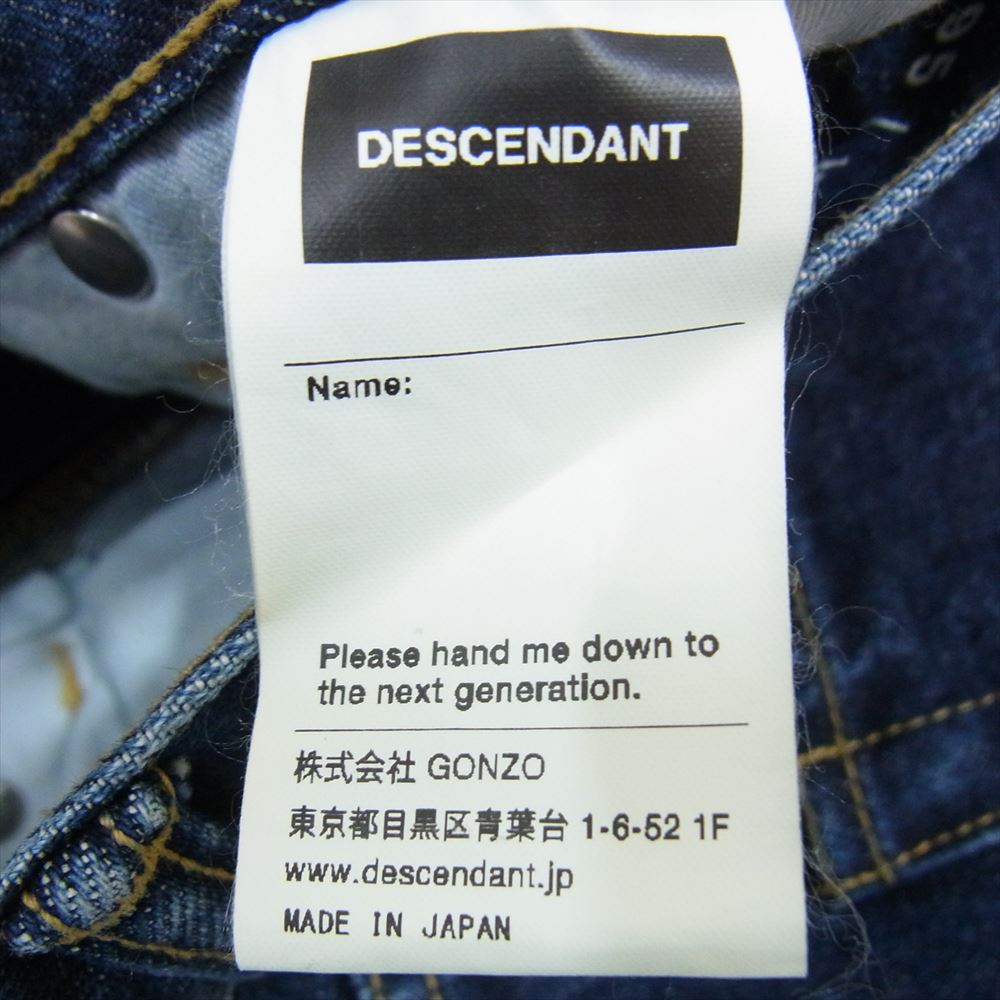 DESCENDANT
Name:
Please hand me down to
the next generation.
株式会社 GONZO
東京都目黒区青葉台 1-6-52 1F
www.descendant.jp
MADE IN JAPAN